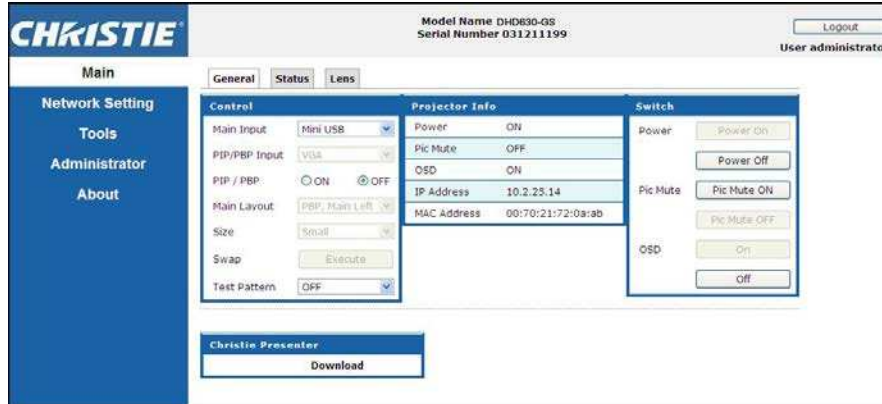 CHRISTIE
Model Name DHD630-GS
Serial Number 031211199
Logout
User administrato
Main
Network Setting
Tools
Administrator
About
General Status Lens
Control
Main Input Mini USB
PIP/PBP Input VGA
PIP / PBP ON OFF
Main Layout PBP, Main Left
Size Small
Swap Execute
Test Pattern OFF
Projector Info
Power ON
Pic Mute OFF
OSD ON
IP Address 10.2.25.14
MAC Address 00:70:21:72:0a:ab
Switch
Power Power On
Power Off
Pic Mute Pic Mute ON
Pic Mute OFF
OSD On
Off
Christie Presenter
Download